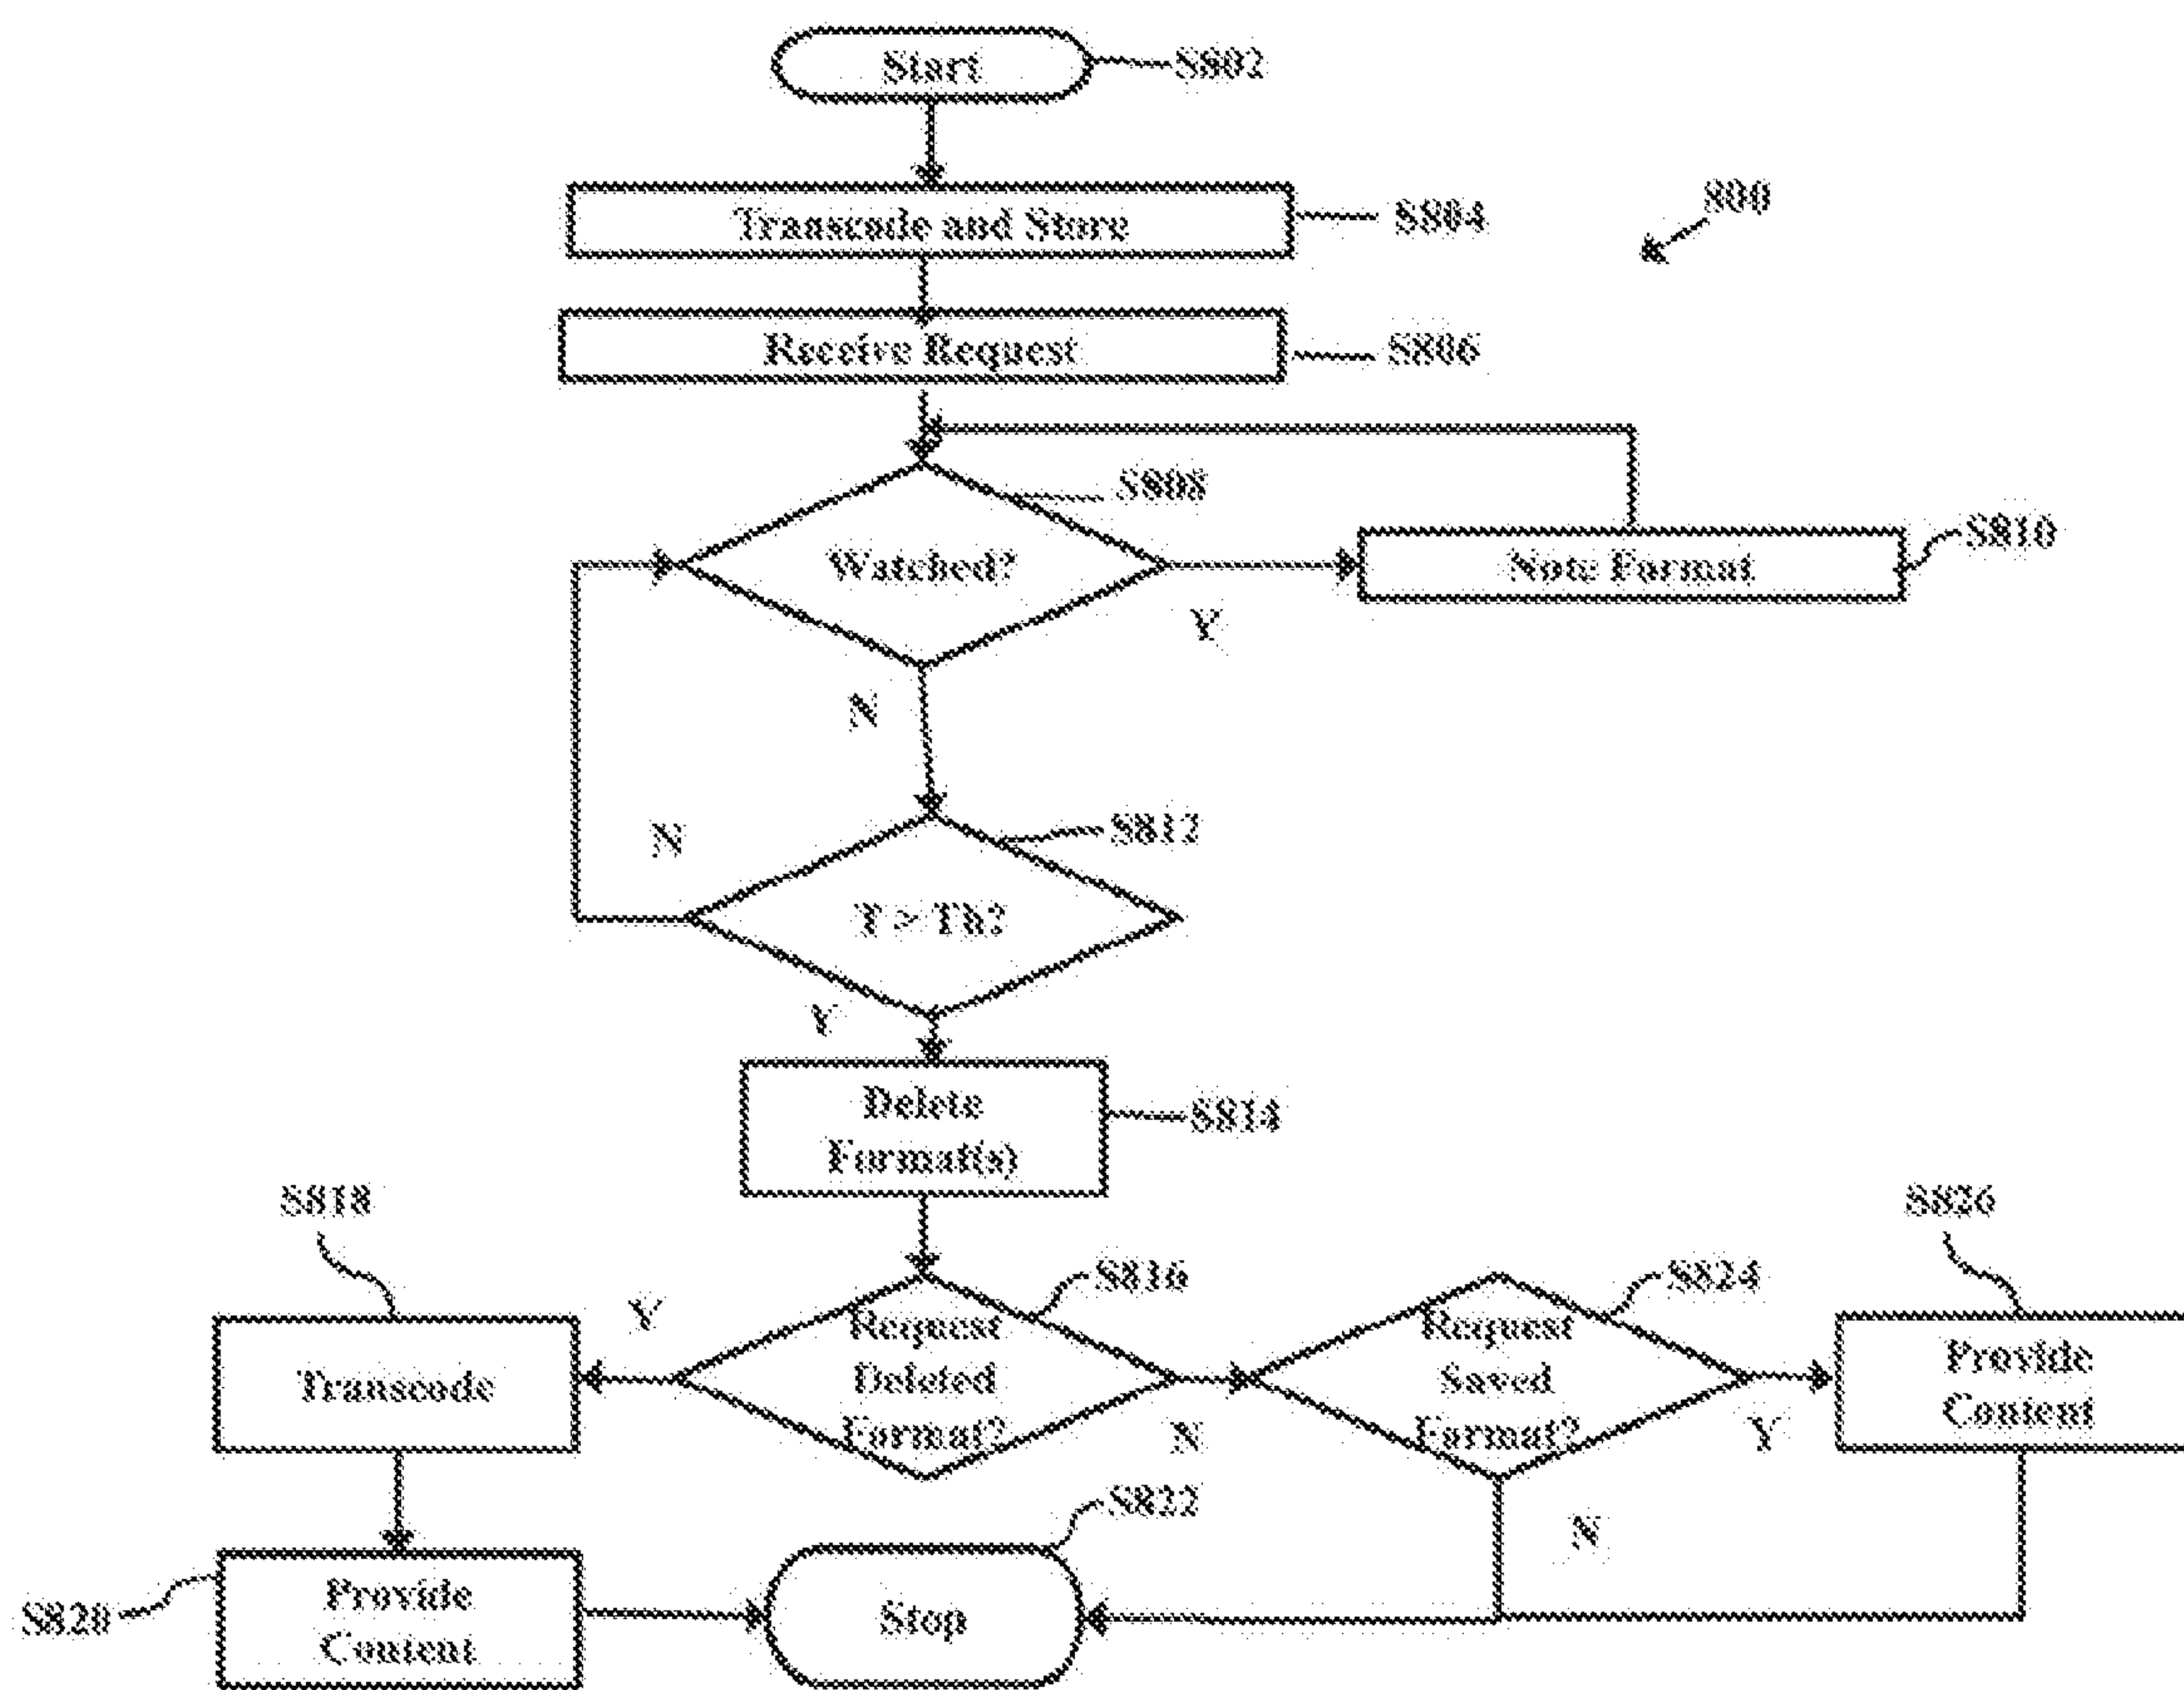 Start
S802
Transcode and Store
S804
800
Receive Request
S806
S808
Watched?
Y
Note Format
S810
N
S812
N
T > Th?
Y
Delete
Format(s)
S814
S818
S826
S816
S824
Y
Transcode
Request
Deleted
Format?
N
Request
Saved
Format?
Y
Provide
Content
S822
N
S820
Provide
Content
Stop